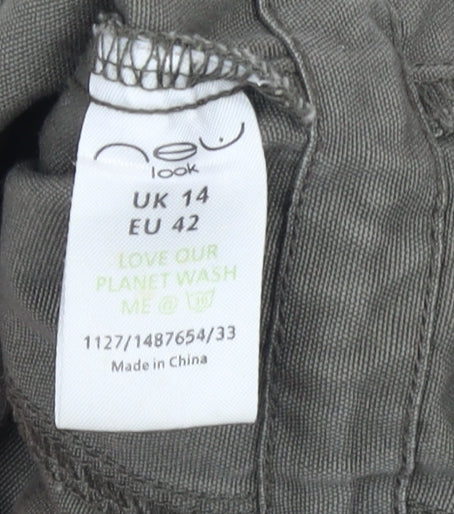 new
look
UK 14
EU 42
LOVE OUR
PLANET WASH
ME @ 30
1127/1487654/33
Made in China